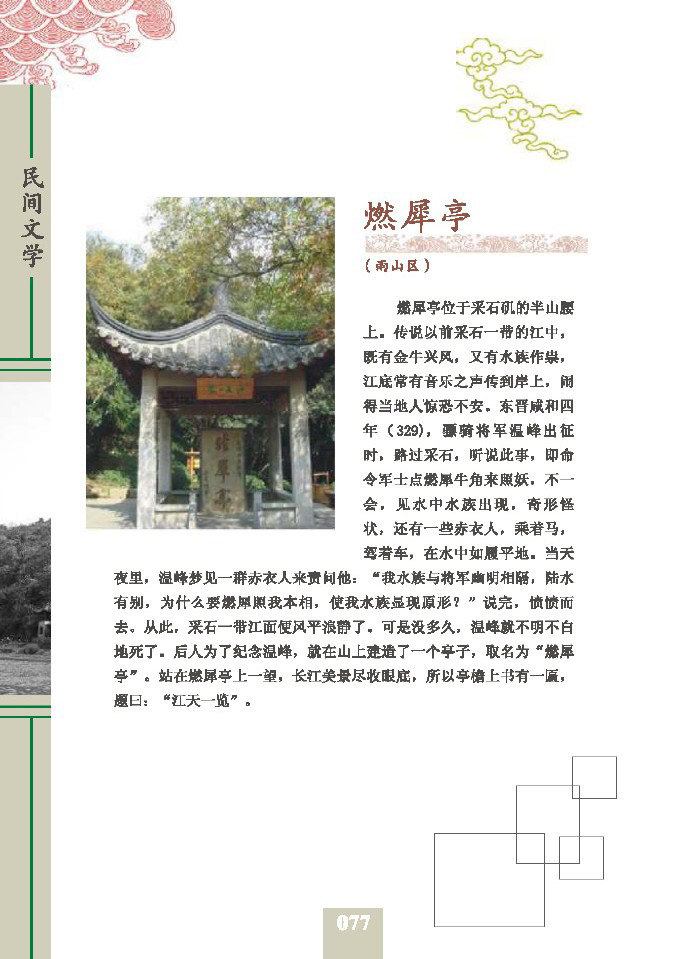 民间文学
燃犀亭
(雨山区)
燃犀亭位于采石矶的半山腰
上。传说以前采石一带的江中，
既有金牛兴风，又有水族作祟，
江底常有音乐之声传到岸上，闹
得当地人惊恐不安。东晋咸和四
年（329），骠骑将军温峰出征
时，路过采石，听说此事，即命
令军士点燃犀牛角来照妖，不一
会，见水中水族出现，奇形怪
状，还有一些赤衣人，乘着马，
驾着车，在水中如履平地。当天
夜里，温峰梦见一群赤衣人来责问他：“我水族与将军幽明相隔，陆水
有别，为什么要燃犀照我本相，使我水族显现原形？”说完，愤愤而
去。从此，采石一带江面便风平浪静了。可是没多久，温峰就不明不白
地死了。后人为了纪念温峰，就在山上建造了一个亭子，取名为“燃犀
亭”。站在燃犀亭上一望，长江美景尽收眼底，所以亭檐上书有一匾，
题曰：“江天一览”。
077